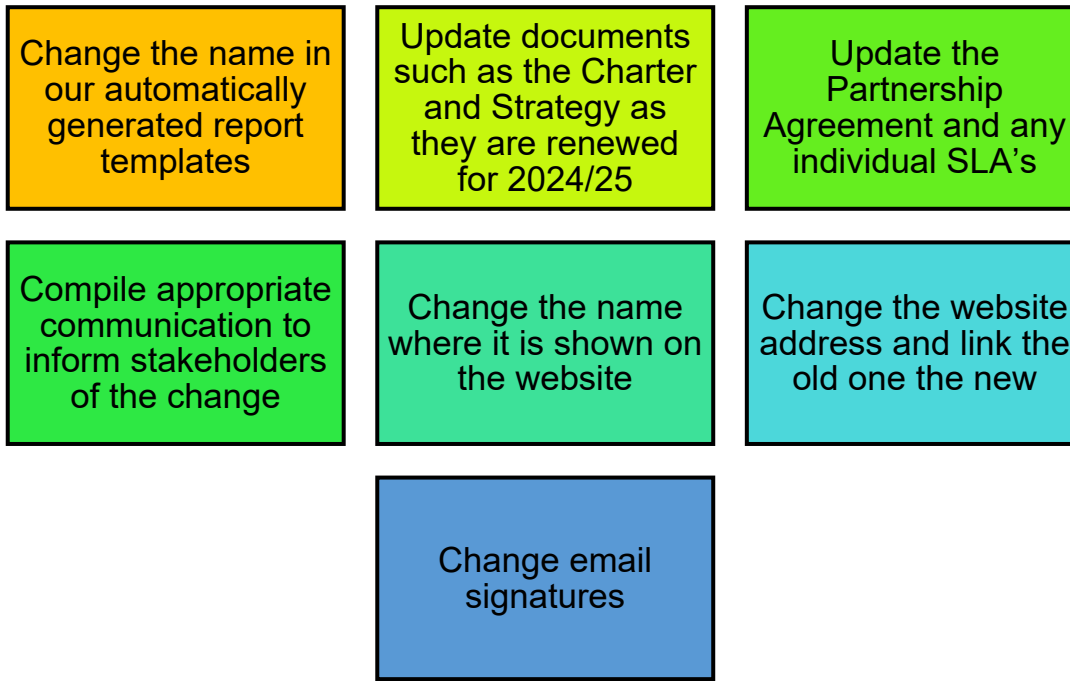 Change the name in
our automatically
generated report
templates
Update documents
such as the Charter
and Strategy as
they are renewed
for 2024/25
Update the
Partnership
Agreement and any
individual SLA’s
Compile appropriate
communication to
inform stakeholders
of the change
Change the name
where it is shown on
the website
Change the website
address and link the
old one the new
Change email
signatures